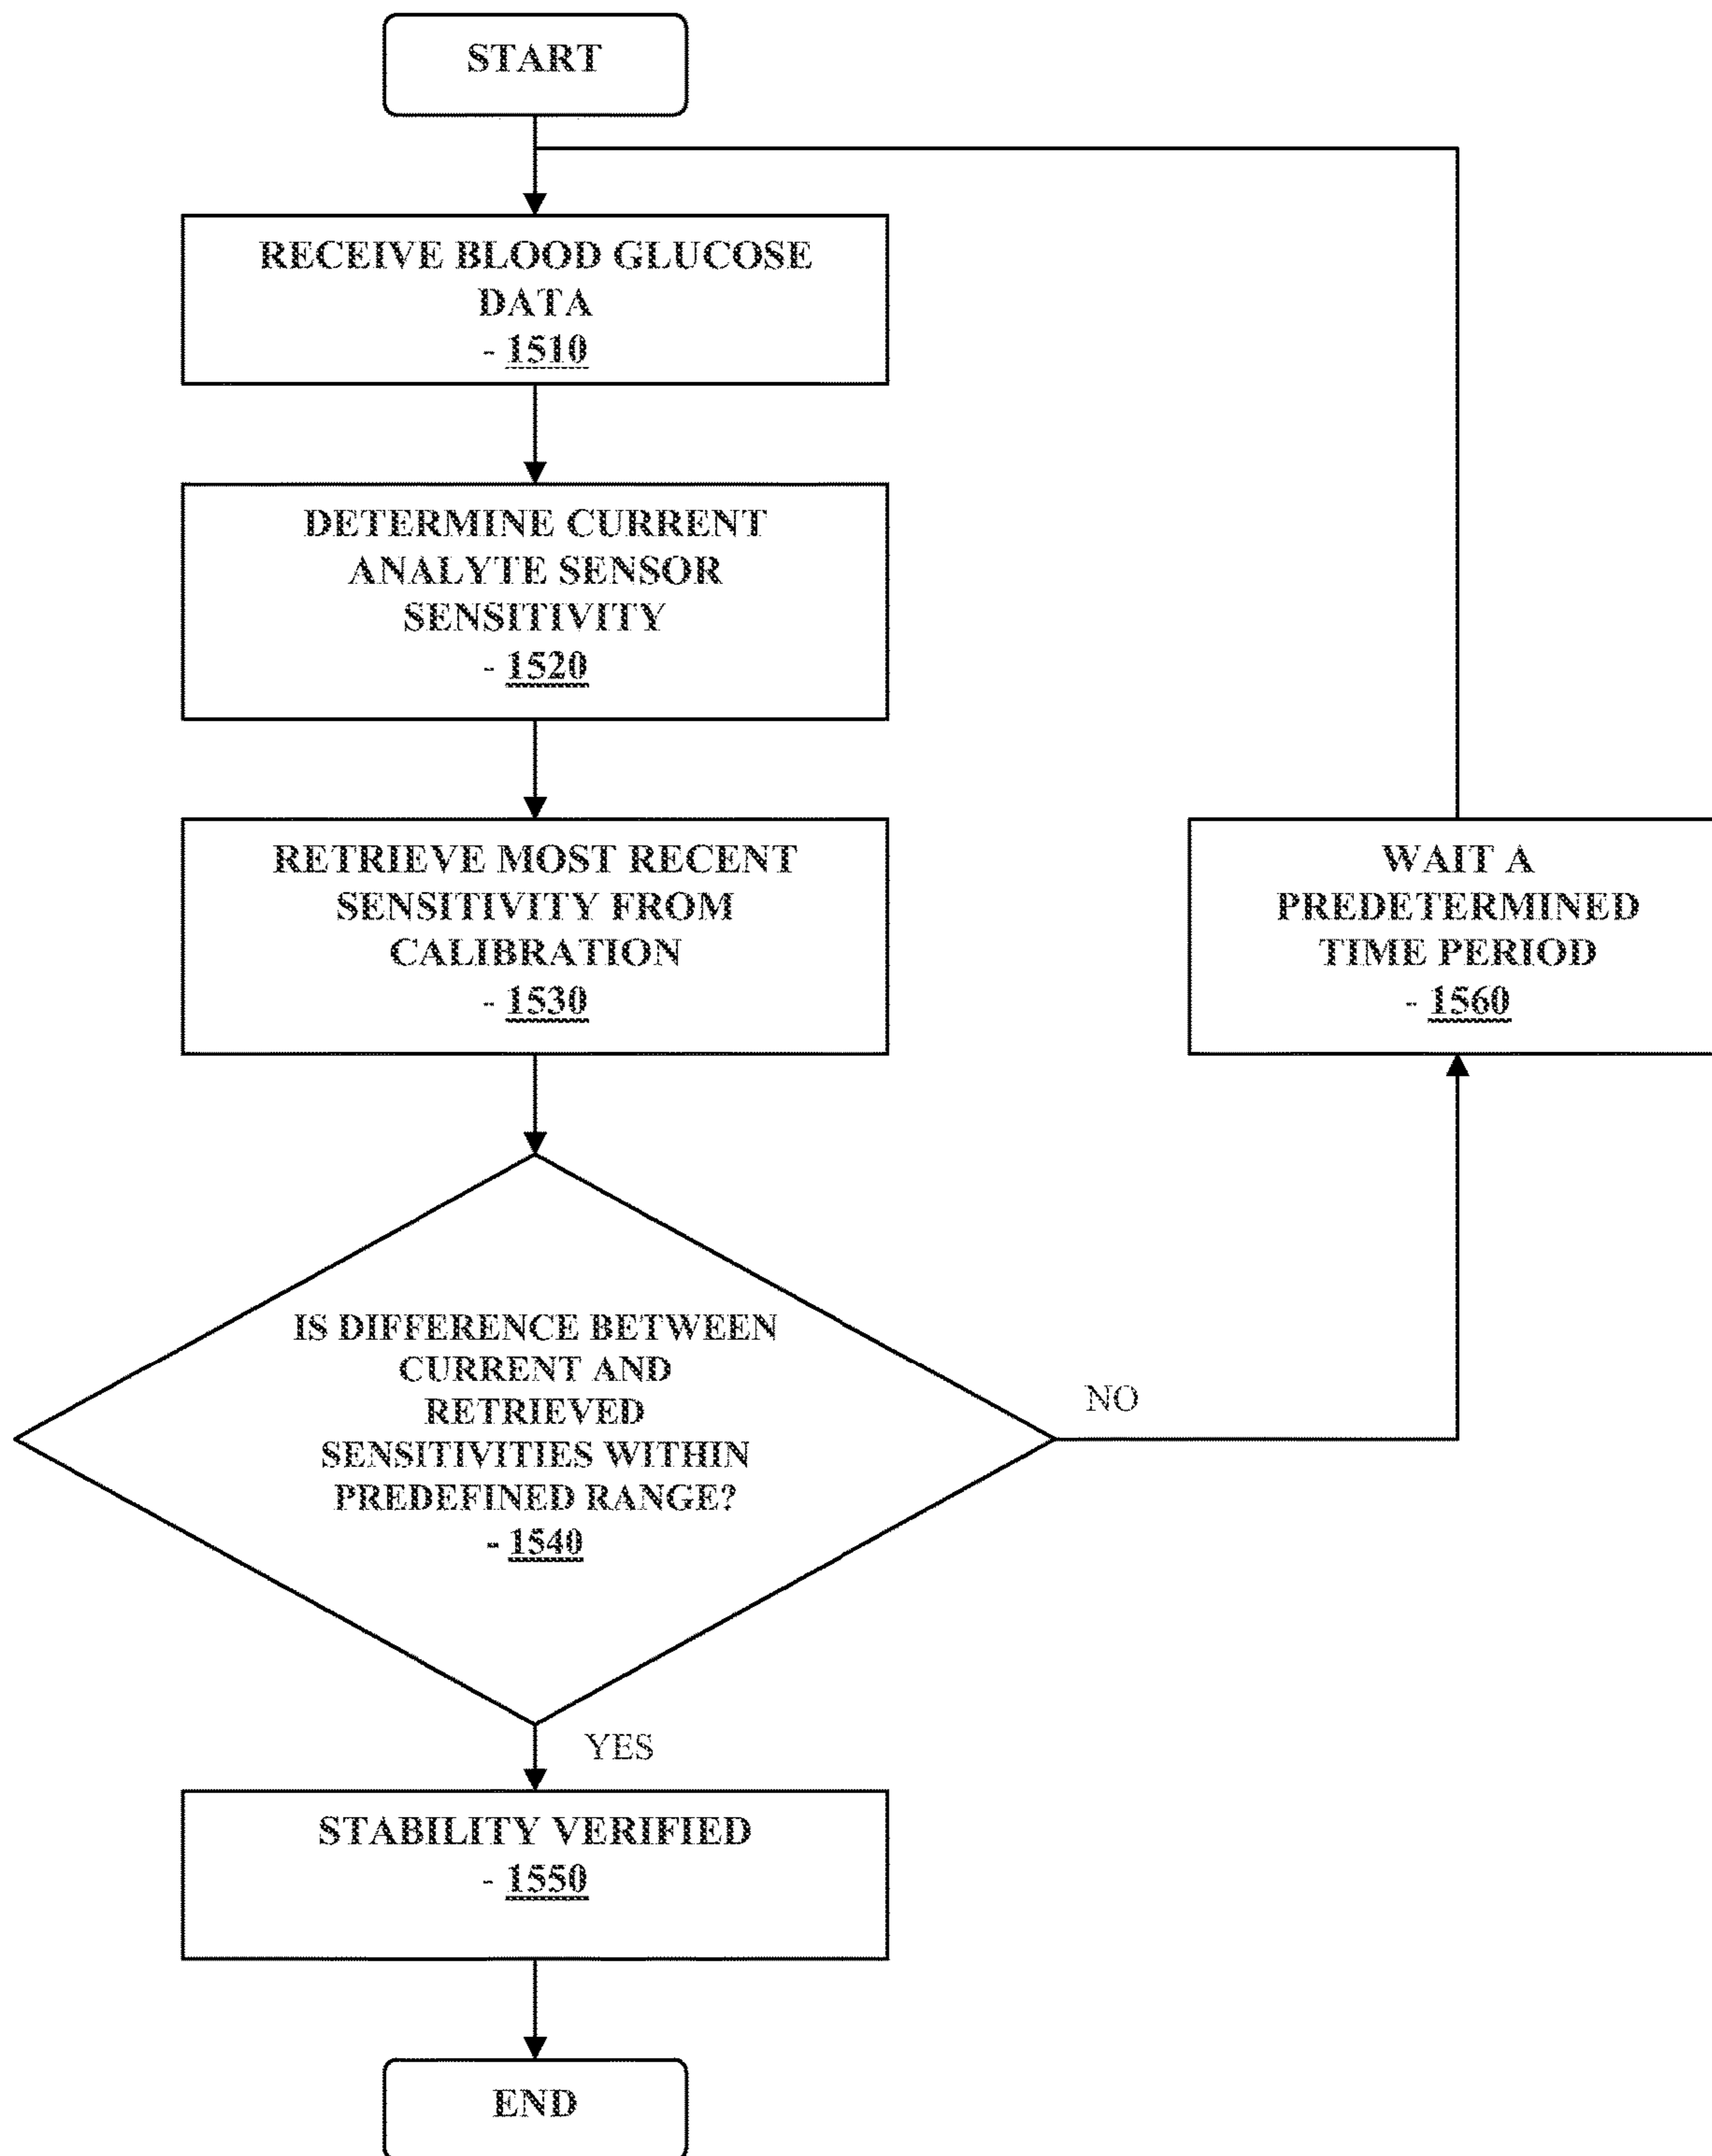 START
RECEIVE BLOOD GLUCOSE
DATA
- 1510
DETERMINE CURRENT
ANALYTE SENSOR
SENSITIVITY
- 1520
RETRIEVE MOST RECENT
SENSITIVITY FROM
CALIBRATION
- 1530
WAIT A
PREDETERMINED
TIME PERIOD
- 1560
IS DIFFERENCE BETWEEN
CURRENT AND
RETRIEVED
SENSITIVITIES WITHIN
PREDEFINED RANGE?
- 1540
NO
YES
STABILITY VERIFIED
- 1550
END